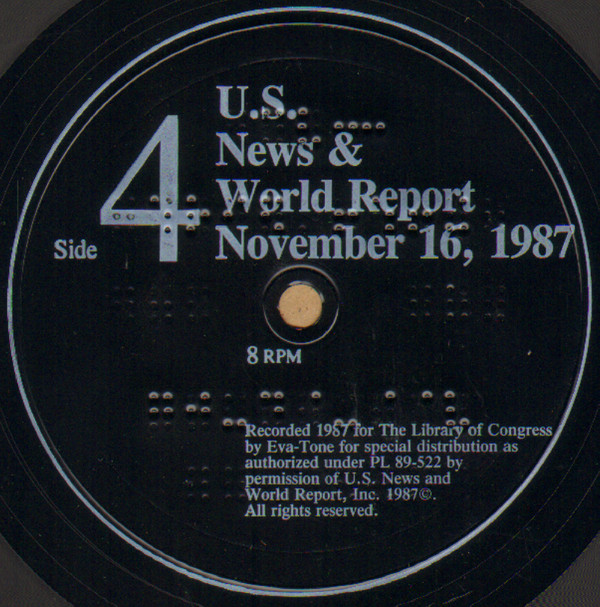 U.S.
News &
World Report
November 16, 1987
Side 4
8 RPM
Recorded 1987 for The Library of Congress
by Eva-Tone for special distribution as
authorized under PL 89-522 by
permission of U.S. News and
World Report, Inc. 1987©.
All rights reserved.